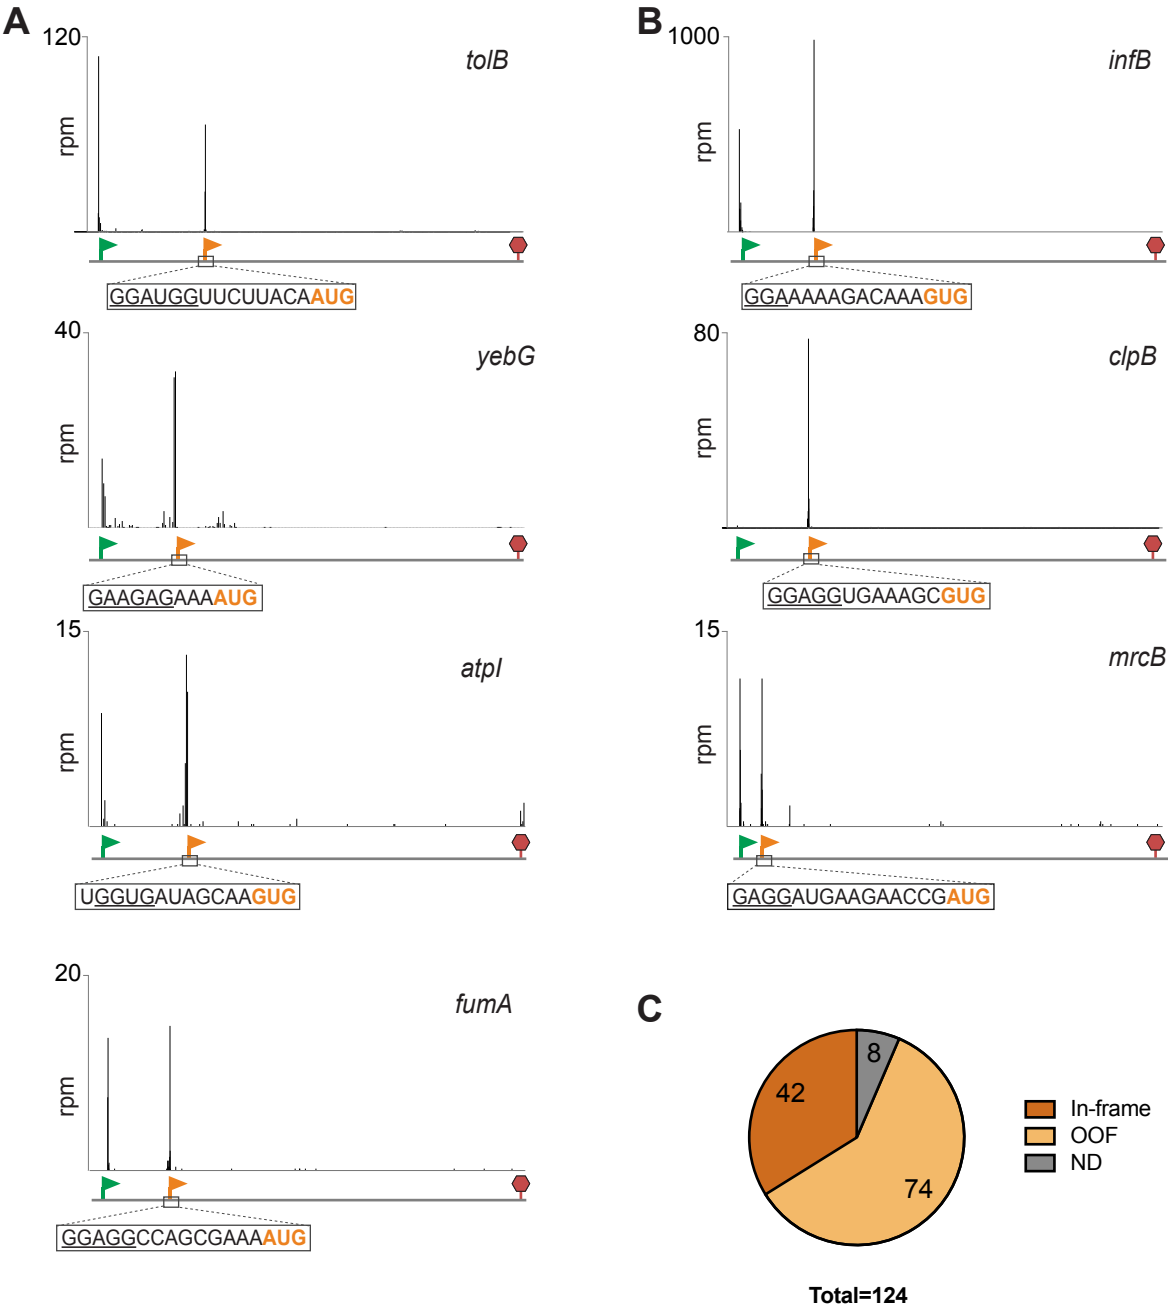 A
120
tolB
rpm
GGAUGGUUCUUACAAUG
40
yebG
rpm
GAAGAGAAAAUG
15
atpI
rpm
UGGUGAUAGCAAGUG
20
fumA
rpm
GGAGGCCAGCGAAAAUG
B
1000
infB
rpm
GGAAAAAGACAAAGUG
80
clpB
rpm
GGAGGUGAAAGCGUG
15
mrcB
rpm
GAGGAUGAAGAACCGAUG
C
8
42
74
In-frame
OOF
ND
Total=124